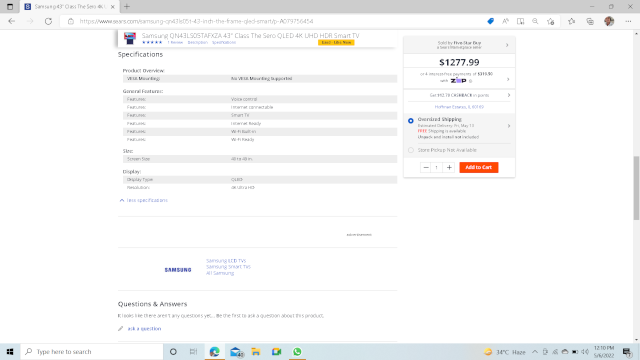 Samsung 43" Class The Sero 4K U
https://www.sears.com/samsung-qn43ls05t-43-inch-the-frame-qled-smart/p-A079756454
Samsung QN43LS05TAFXZA 43" Class The Sero QLED 4K UHD HDR Smart TV
1 Review Description Specifications
Specifications
Product Overview:
VESA Mounting: No VESA Mounting Supported
General Features:
Features: Voice control
Features: Internet connectable
Features: Smart TV
Features: Internet Ready
Features: Wi-Fi Built-in
Features: Wi-Fi Ready
Size:
Screen Size: 40 to 49 in.
Display:
Display Type: QLED
Resolution: 4K Ultra HD
less specifications
advertisement
SAMSUNG
Samsung LCD TVs
Samsung Smart TVs
All Samsung
Questions & Answers
It looks like there aren't any questions yet... Be the first to ask a question about this product.
ask a question
Sold by Five Star Buy
a Sears Marketplace seller
$1277.99
or 4 interest-free payments of $319.50
with ZIP
Get $12.78 CASHBACK in points
Hoffman Estates, IL 60169
Oversized Shipping
Estimated Delivery Fri, May 13
FREE Shipping is available
Unpack and install not included
Store Pickup Not Available
1
Add to Cart
Type here to search
34°C Haze
12:10 PM
5/6/2022